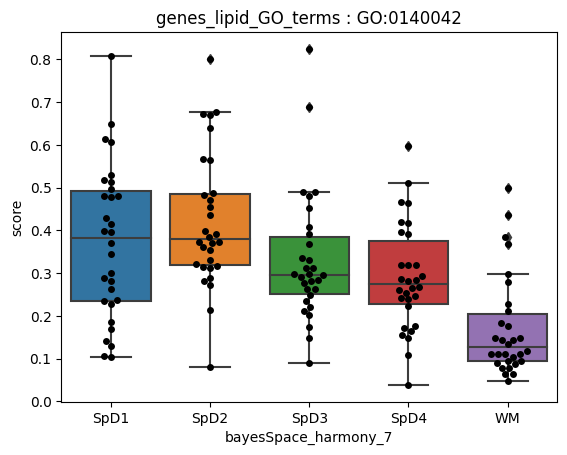 genes_lipid_GO_terms : GO:0140042
score
0.8
0.7
0.6
0.5
0.4
0.3
0.2
0.1
0.0
SpD1 SpD2 SpD3 SpD4 WM
bayesSpace_harmony_7